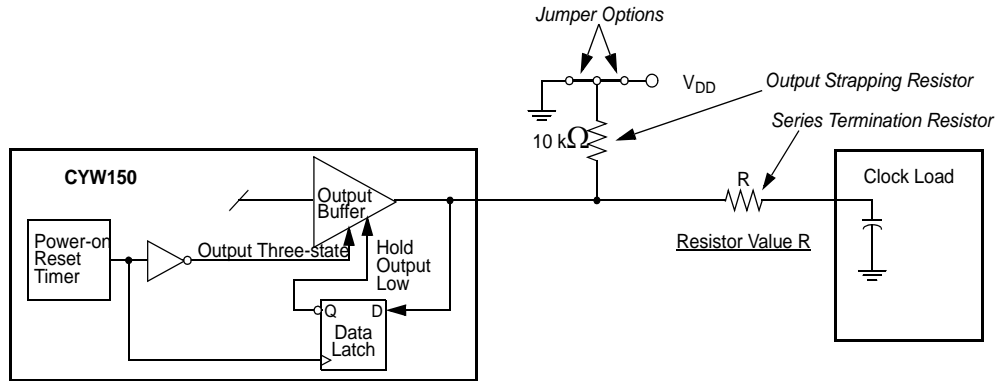 Jumper Options
V_DD
Output Strapping Resistor
10 kΩ
Series Termination Resistor
CYW150
Output
Buffer
R
Clock Load
Power-on
Reset
Timer
Output Three-state
Hold
Output
Low
Resistor Value R
Q
D
Data
Latch